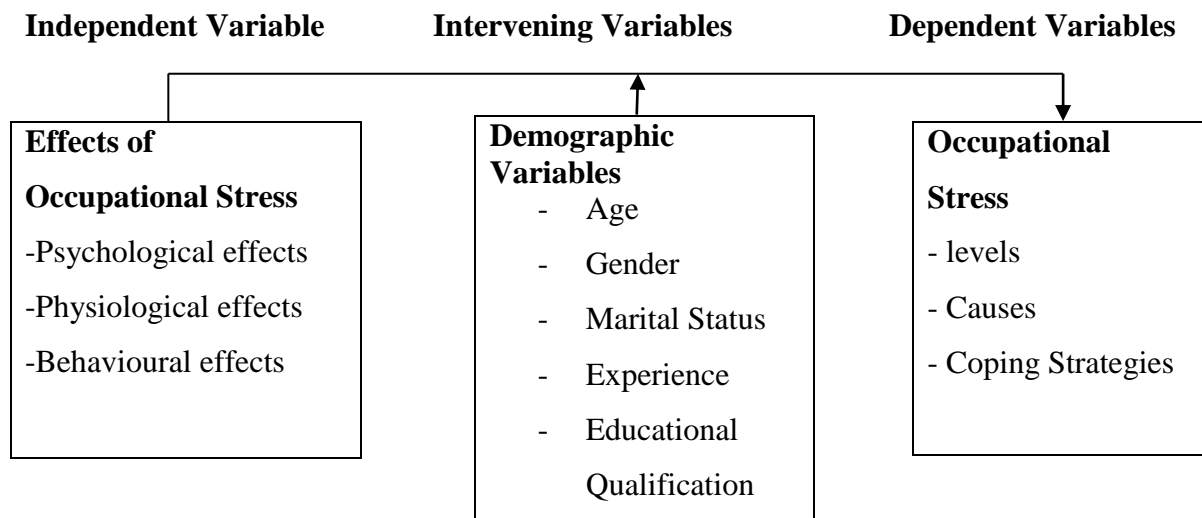 Independent Variable Intervening Variables Dependent Variables
Effects of
Occupational Stress
-Psychological effects
-Physiological effects
-Behavioural effects
Demographic
Variables
- Age
- Gender
- Marital Status
- Experience
- Educational
Qualification
Occupational
Stress
- levels
- Causes
- Coping Strategies